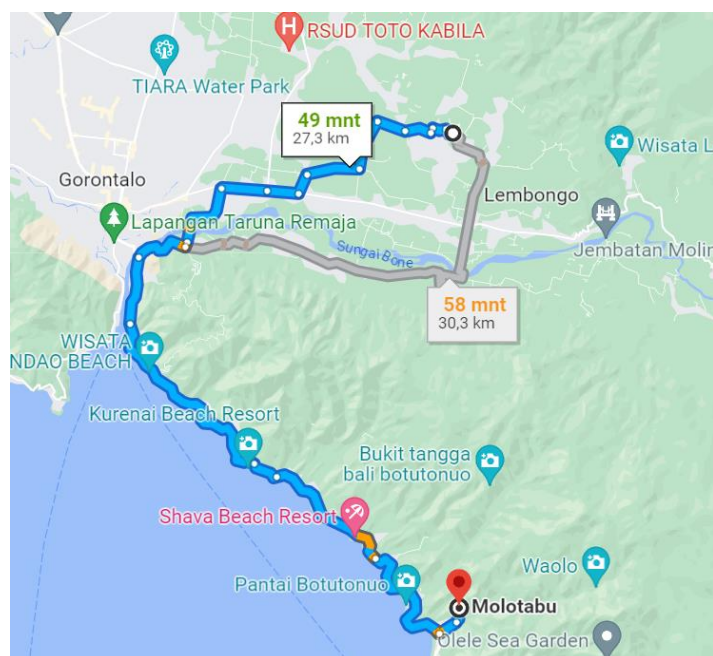 RSUD TOTO KABILA
TIARA Water Park
49 mnt
27,3 km
Wisata L
Gorontalo
Lembongo
Lapangan Taruna Remaja
Sungai Bone
Jembatan Molin
58 mnt
30,3 km
WISATA
NDAO BEACH
Kurenai Beach Resort
Bukit tangga
bali botutonuo
Shava Beach Resort
Waolo
Pantai Botutonuo
Molotabu
Olele Sea Garden